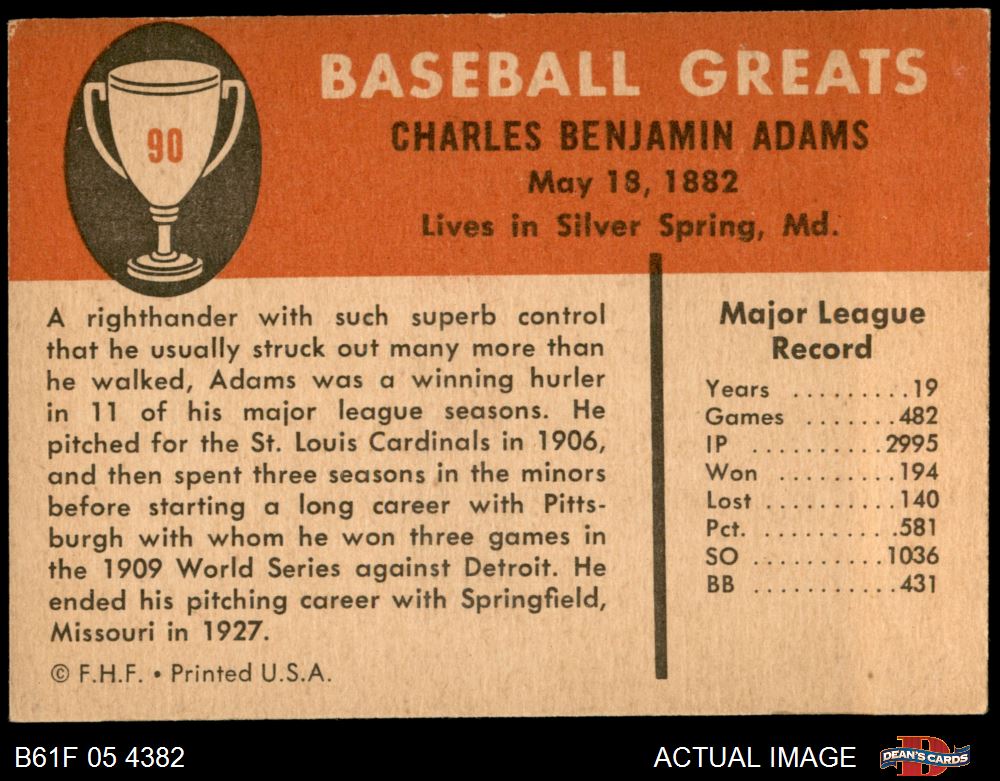 90
BASEBALL GREATS
CHARLES BENJAMIN ADAMS
May 18, 1882
Lives in Silver Spring, Md.
A righthander with such superb control
that he usually struck out many more than
he walked, Adams was a winning hurler
in 11 of his major league seasons. He
pitched for the St. Louis Cardinals in 1906,
and then spent three seasons in the minors
before starting a long career with Pitts-
burgh with whom he won three games in
the 1909 World Series against Detroit. He
ended his pitching career with Springfield,
Missouri in 1927.
© F.H.F. • Printed U.S.A.
Major League
Record
Years .........19
Games .......482
IP ...........2995
Won .........194
Lost ..........140
Pct. ..........581
SO ..........1036
BB ...........431
B61F 05 4382
ACTUAL IMAGE
DEAN'S CARDS